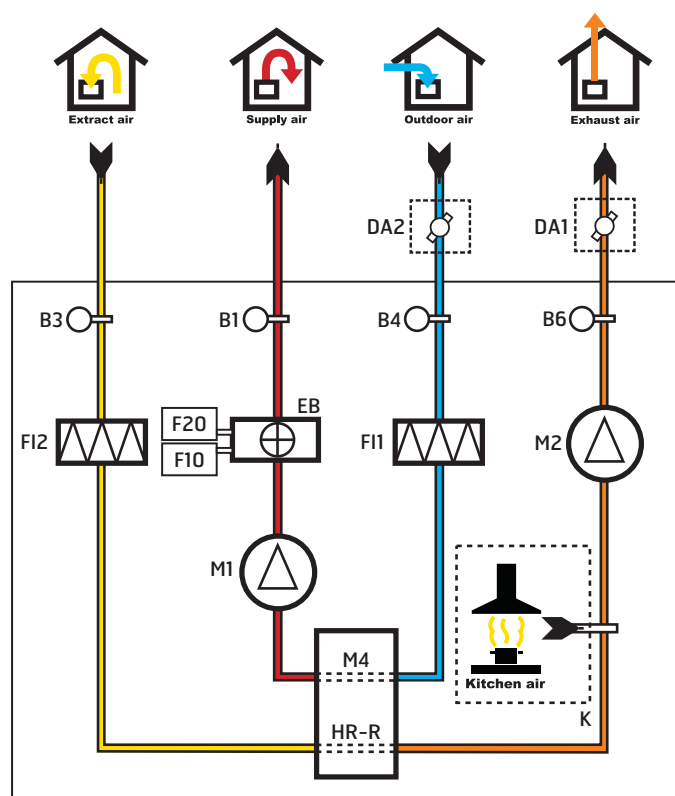 Extract air
Supply air
Outdoor air
Exhaust air
DA2
DA1
B3
B1
B4
B6
EB
F20
F10
FI2
FI1
M2
M1
M4
HR-R
Kitchen air
K